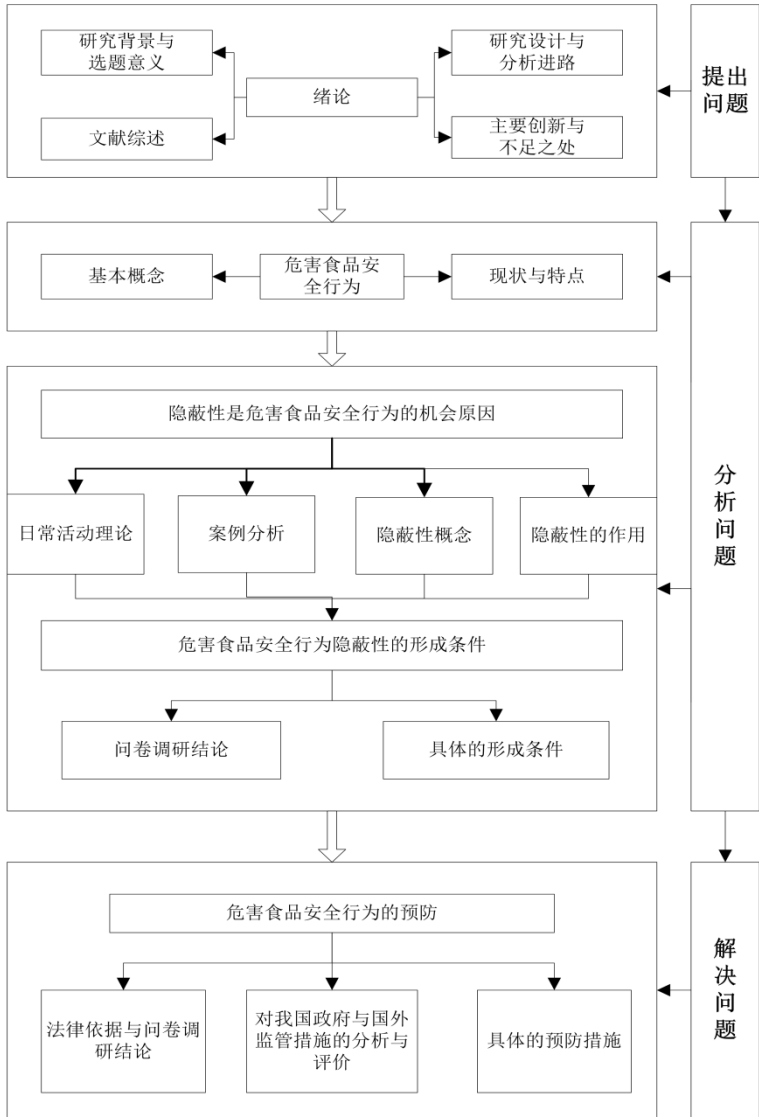 研究背景与
选题意义
研究设计与
分析进路
绪论
文献综述
主要创新与
不足之处
提出
问题
基本概念
危害食品安
全行为
现状与特点
隐蔽性是危害食品安全行为的机会原因
日常活动理论
案例分析
隐蔽性概念
隐蔽性的作用
危害食品安全行为隐蔽性的形成条件
问卷调研结论
具体的形成条件
分
析
问
题
危害食品安全行为的预防
法律依据与问卷调
研结论
对我国政府与国外
监管措施的分析与
评价
具体的预防措施
解
决
问
题